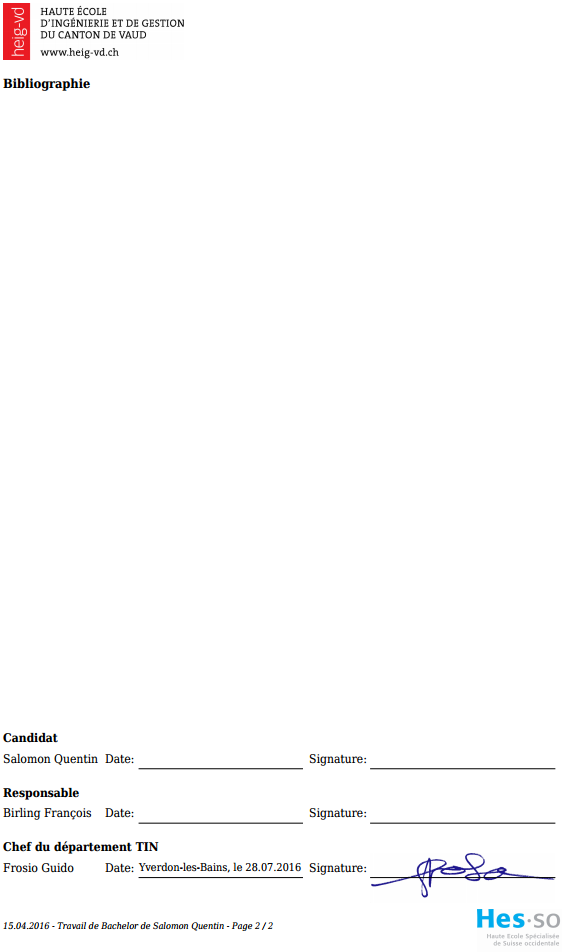 heig-vd
HAUTE ÉCOLE
D'INGÉNIERIE ET DE GESTION
DU CANTON DE VAUD
www.heig-vd.ch
Bibliographie
Candidat
Salomon Quentin Date: Signature:
Responsable
Birling François Date: Signature:
Chef du département TIN
Frosio Guido Date: Yverdon-les-Bains, le 28.07.2016 Signature:
15.04.2016 - Travail de Bachelor de Salomon Quentin - Page 2 / 2
Hes·so
Haute Ecole Spécialisée
de Suisse occidentale